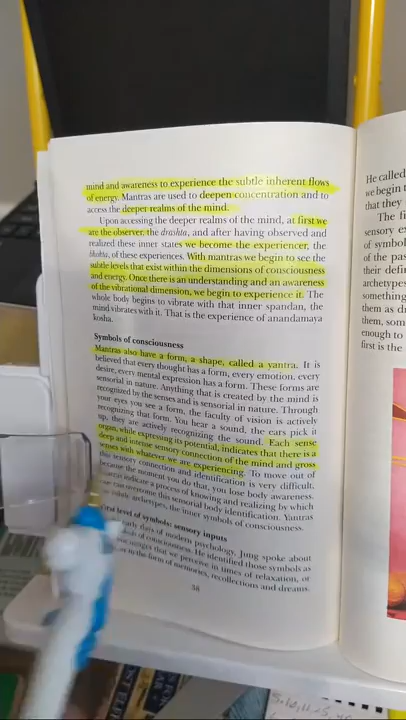 mind and awareness to experience the subtle inherent flows
of energy. Mantras are used to deepen concentration and to
access the deeper realms of the mind.
Upon accessing the deeper realms of the mind, at first we
are the observer, the drashta, and after having observed and
realized these inner states we become the experiencer, the
bhokta, of these experiences. With mantras we begin to see the
subtle levels that exist within the dimensions of consciousness
and energy. Once there is an understanding and an awareness
of the vibrational dimension, we begin to experience it. The
whole body begins to vibrate with that inner spandan, the
mind vibrates with it. That is the experience of anandamaya
kosha.
Symbols of consciousness
Mantras also have a form, a shape, called a yantra. It is
believed that every thought has a form, every emotion, every
desire, every mental expression has a form. These forms are
sensorial in nature. Anything that is created by the mind is
recognized by the senses and is sensorial in nature. Through
your eyes you see a form, the faculty of vision is actively
recognizing that form. You hear a sound, the ears pick it
up, they are actively recognizing the sound. Each sense
organ, while expressing its potential, indicates that there is a
deep and intense sensory connection of the mind and gross
senses with whatever we are experiencing. To move out of
this sensory connection and identification is very difficult,
because the moment you do that, you lose body awareness.
indicate a process of knowing and realizing by which
can overcome this sensorial body identification. Yantras
archetypes, the inner symbols of consciousness.
level of symbols: sensory inputs
early days of modern psychology, Jung spoke about
of consciousness. He identified those symbols as
images that we perceive in times of relaxation, or
in the form of memories, recollections and dreams.
He called
we begin t
that they
The fi
sensory e
of symbol
of the pas
their defin
archetypes
something
them as dr
them, som
enough to
first is the